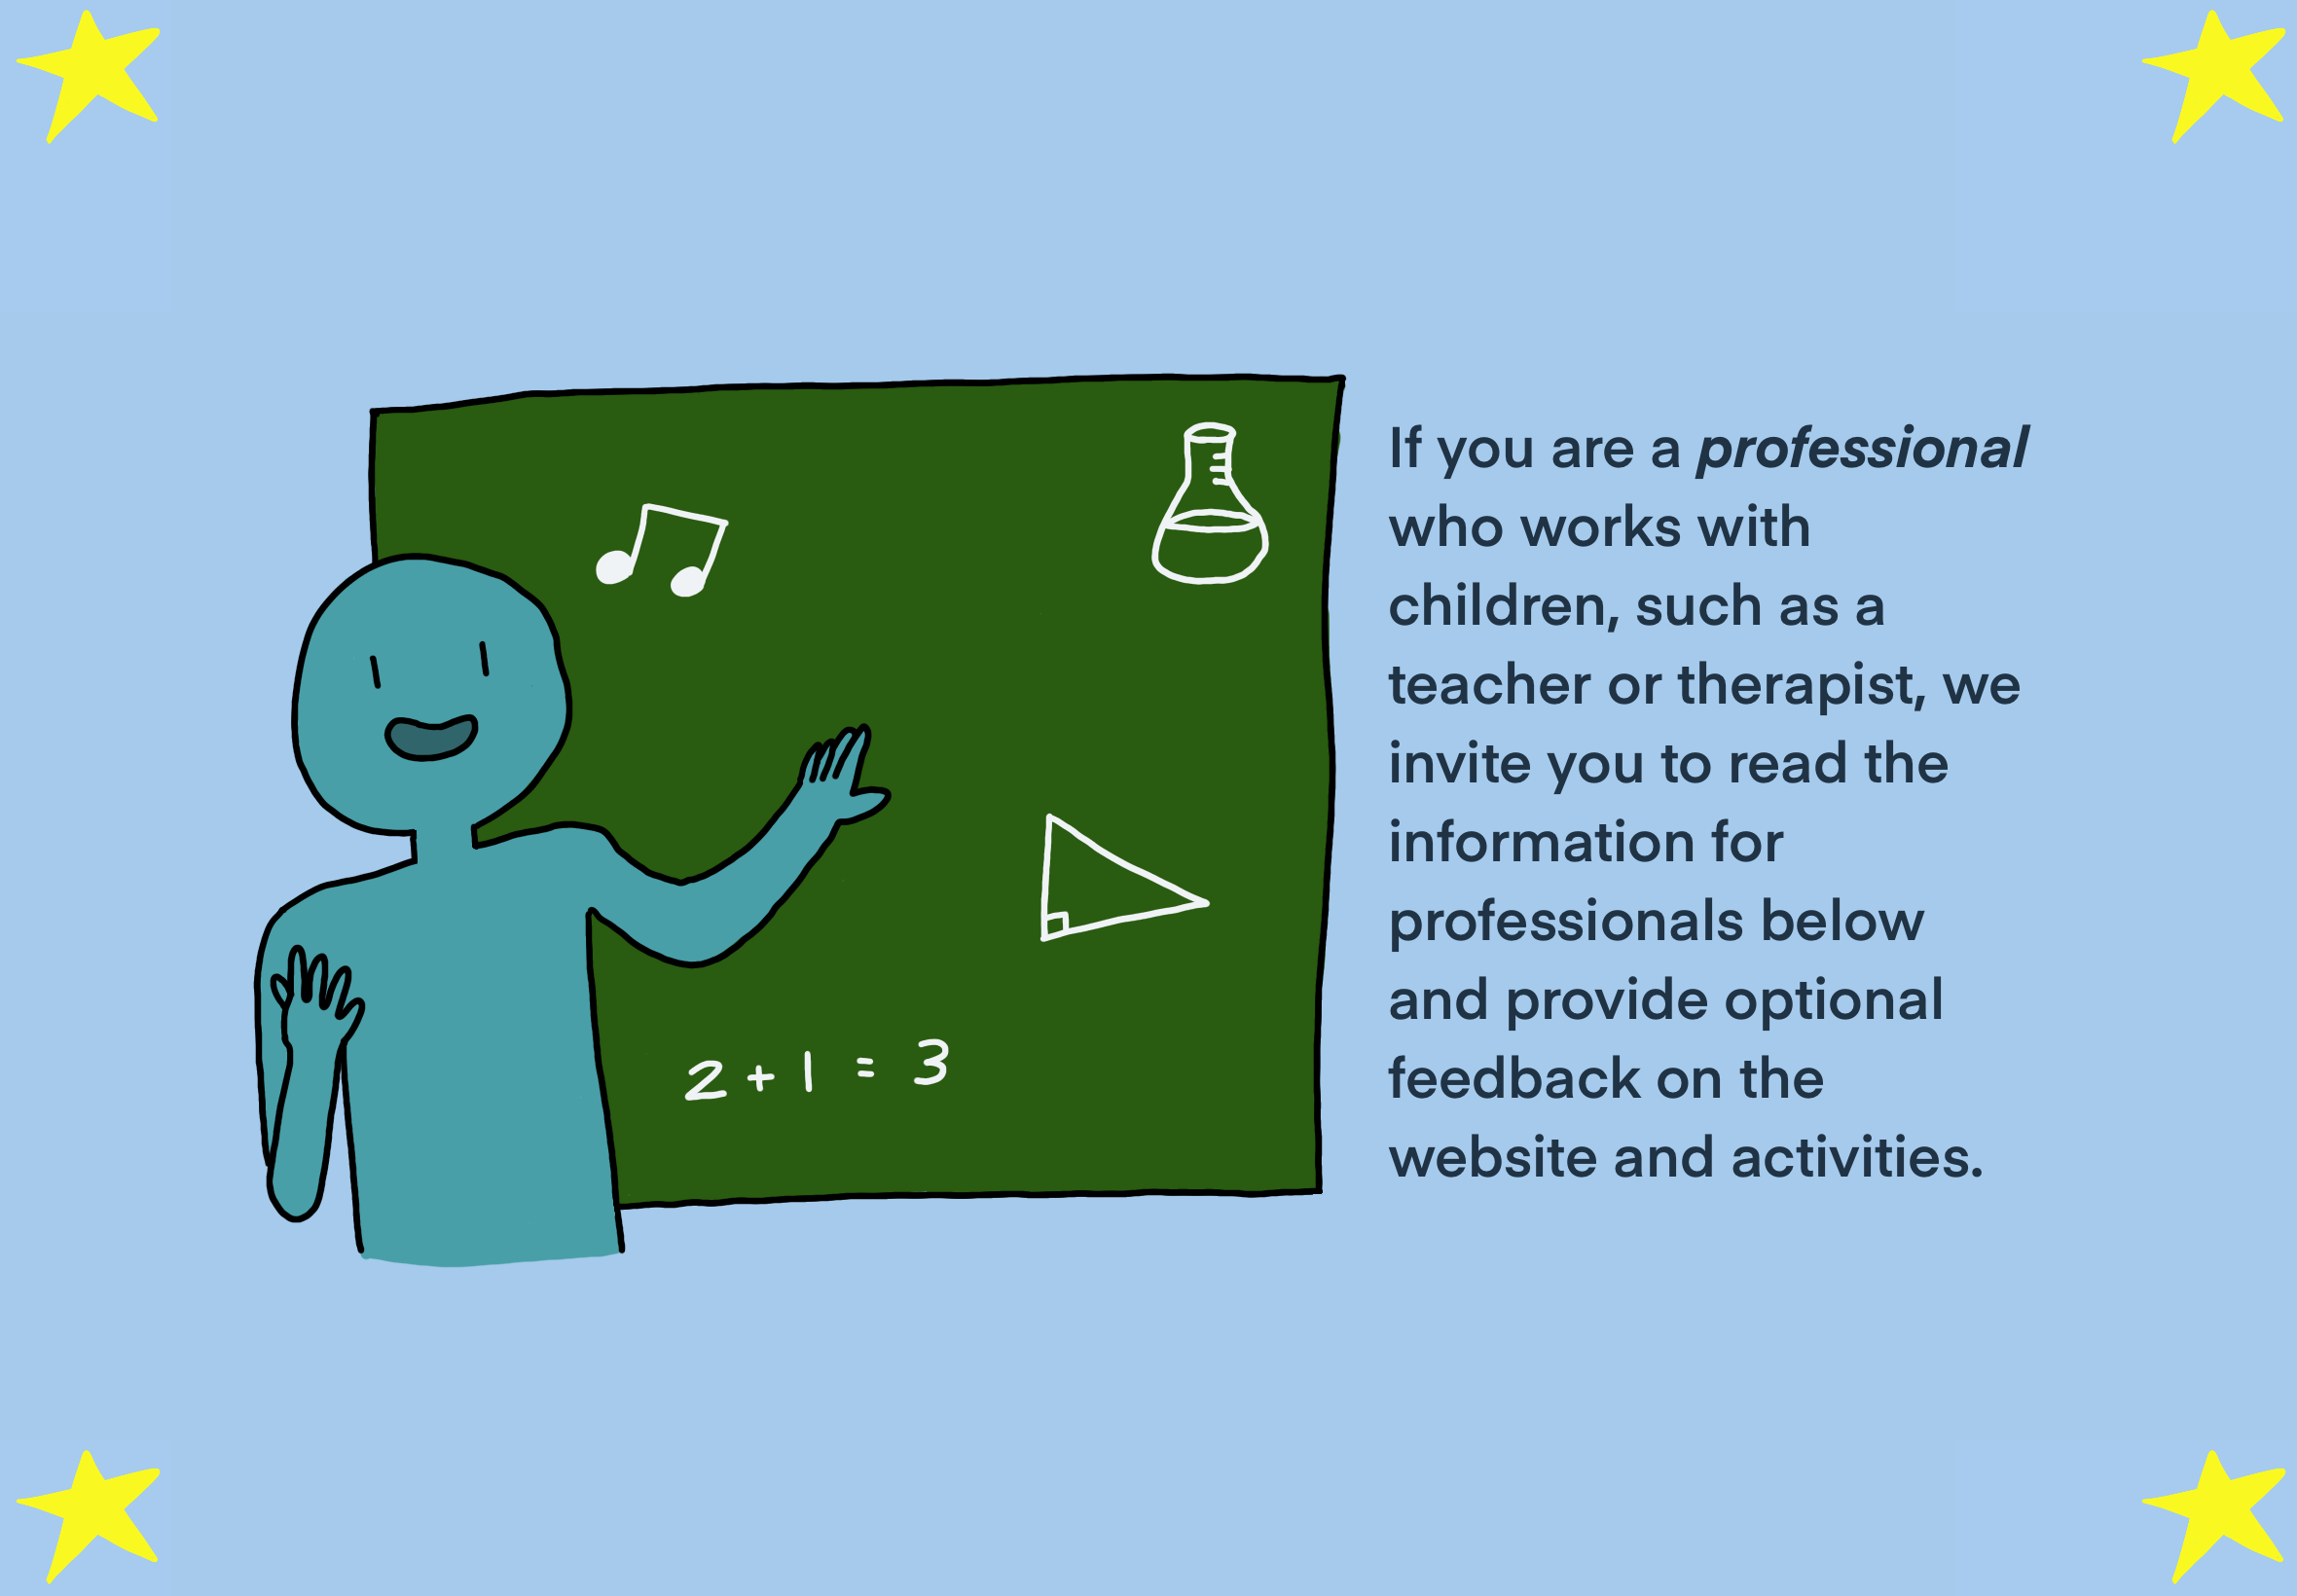 If you are a professional
who works with
children, such as a
teacher or therapist, we
invite you to read the
information for
professionals below
and provide optional
feedback on the
website and activities.
2 + 1 = 3